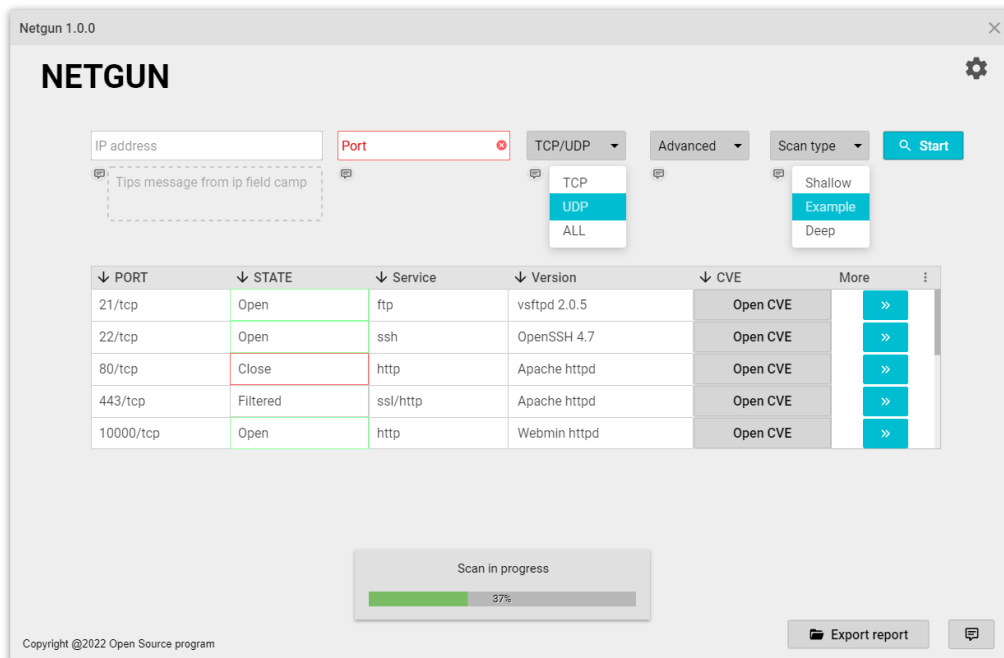 Netgun 1.0.0
NETGUN
IP address
Port
TCP/UDP
Advanced
Scan type
Start
Tips message from ip field camp
TCP
UDP
ALL
Shallow
Example
Deep
PORT STATE Service Version CVE More
21/tcp Open ftp vsftpd 2.0.5 Open CVE
22/tcp Open ssh OpenSSH 4.7 Open CVE
80/tcp Close http Apache httpd Open CVE
443/tcp Filtered ssl/http Apache httpd Open CVE
10000/tcp Open http Webmin httpd Open CVE
Scan in progress
37%
Export report
Copyright @2022 Open Source program